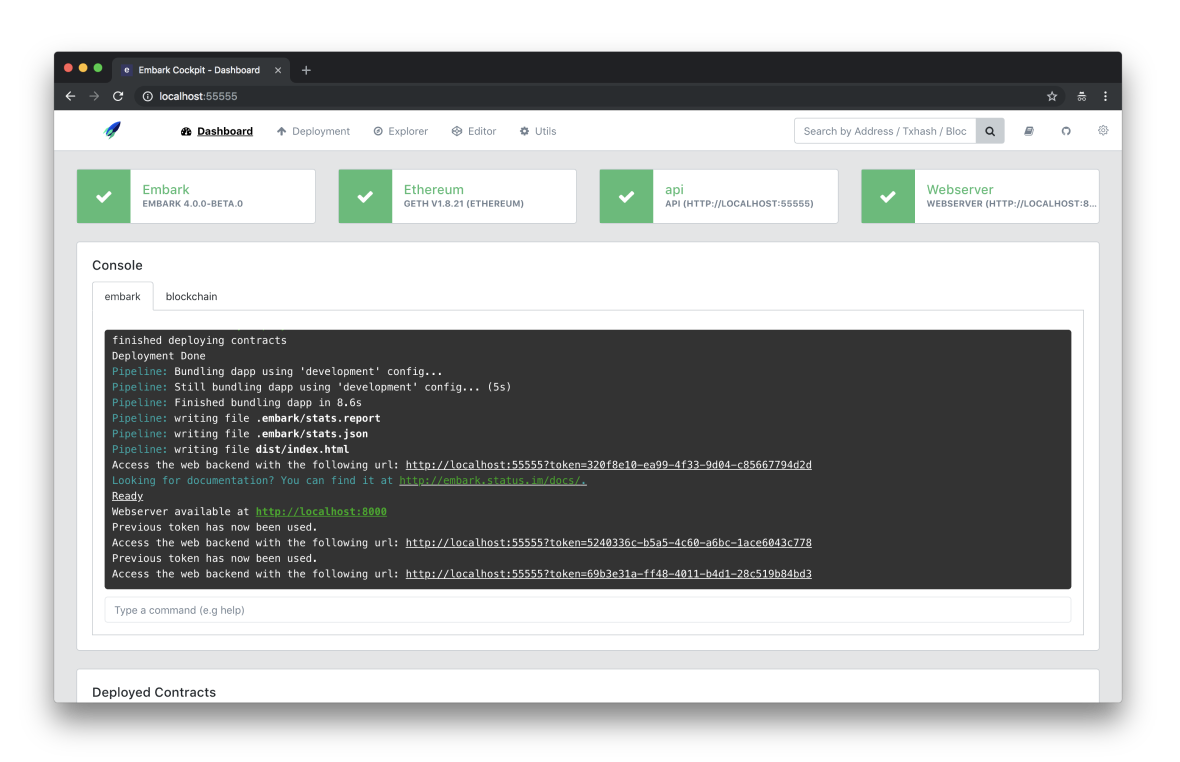 Embark Cockpit - Dashboard
localhost:55555
Dashboard Deployment Explorer Editor Utils Search by Address / Txhash / Bloc
Embark
EMBARK 4.0.0-BETA.0
Ethereum
GETH V1.8.21 (ETHEREUM)
api
API (HTTP://LOCALHOST:55555)
Webserver
WEBSERVER (HTTP://LOCALHOST:8...
Console
embark blockchain
finished deploying contracts
Deployment Done
Pipeline: Bundling dapp using 'development' config...
Pipeline: Still bundling dapp using 'development' config... (5s)
Pipeline: Finished bundling dapp in 8.6s
Pipeline: writing file .embark/stats.report
Pipeline: writing file .embark/stats.json
Pipeline: writing file dist/index.html
Access the web backend with the following url: http://localhost:55555?token=320f8e10-ea99-4f33-9d04-c85667794d2d
Looking for documentation? You can find it at http://embark.status.im/docs/.
Ready
Webserver available at http://localhost:8000
Previous token has now been used.
Access the web backend with the following url: http://localhost:55555?token=5240336c-b5a5-4c60-a6bc-1ace6043c778
Previous token has now been used.
Access the web backend with the following url: http://localhost:55555?token=69b3e31a-ff48-4011-b4d1-28c519b84bd3
Type a command (e.g help)
Deployed Contracts